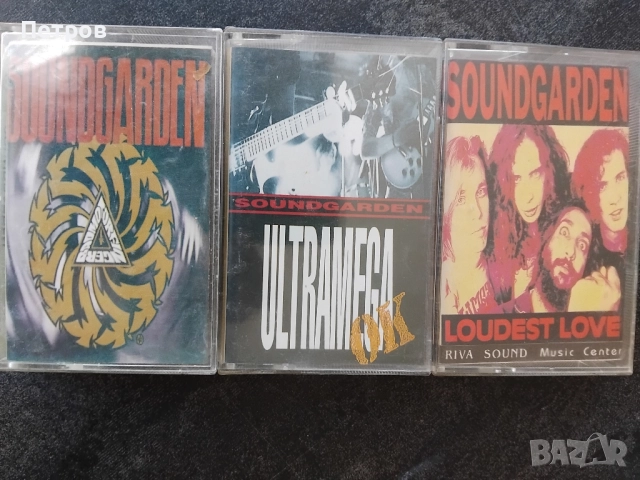 Петров
SOUNDGARDEN
SOUNDGARDEN
ULTRAMEGA
OK
SOUNDGARDEN
LOUDEST LOVE
RIVA SOUND Music Center
BAZAR